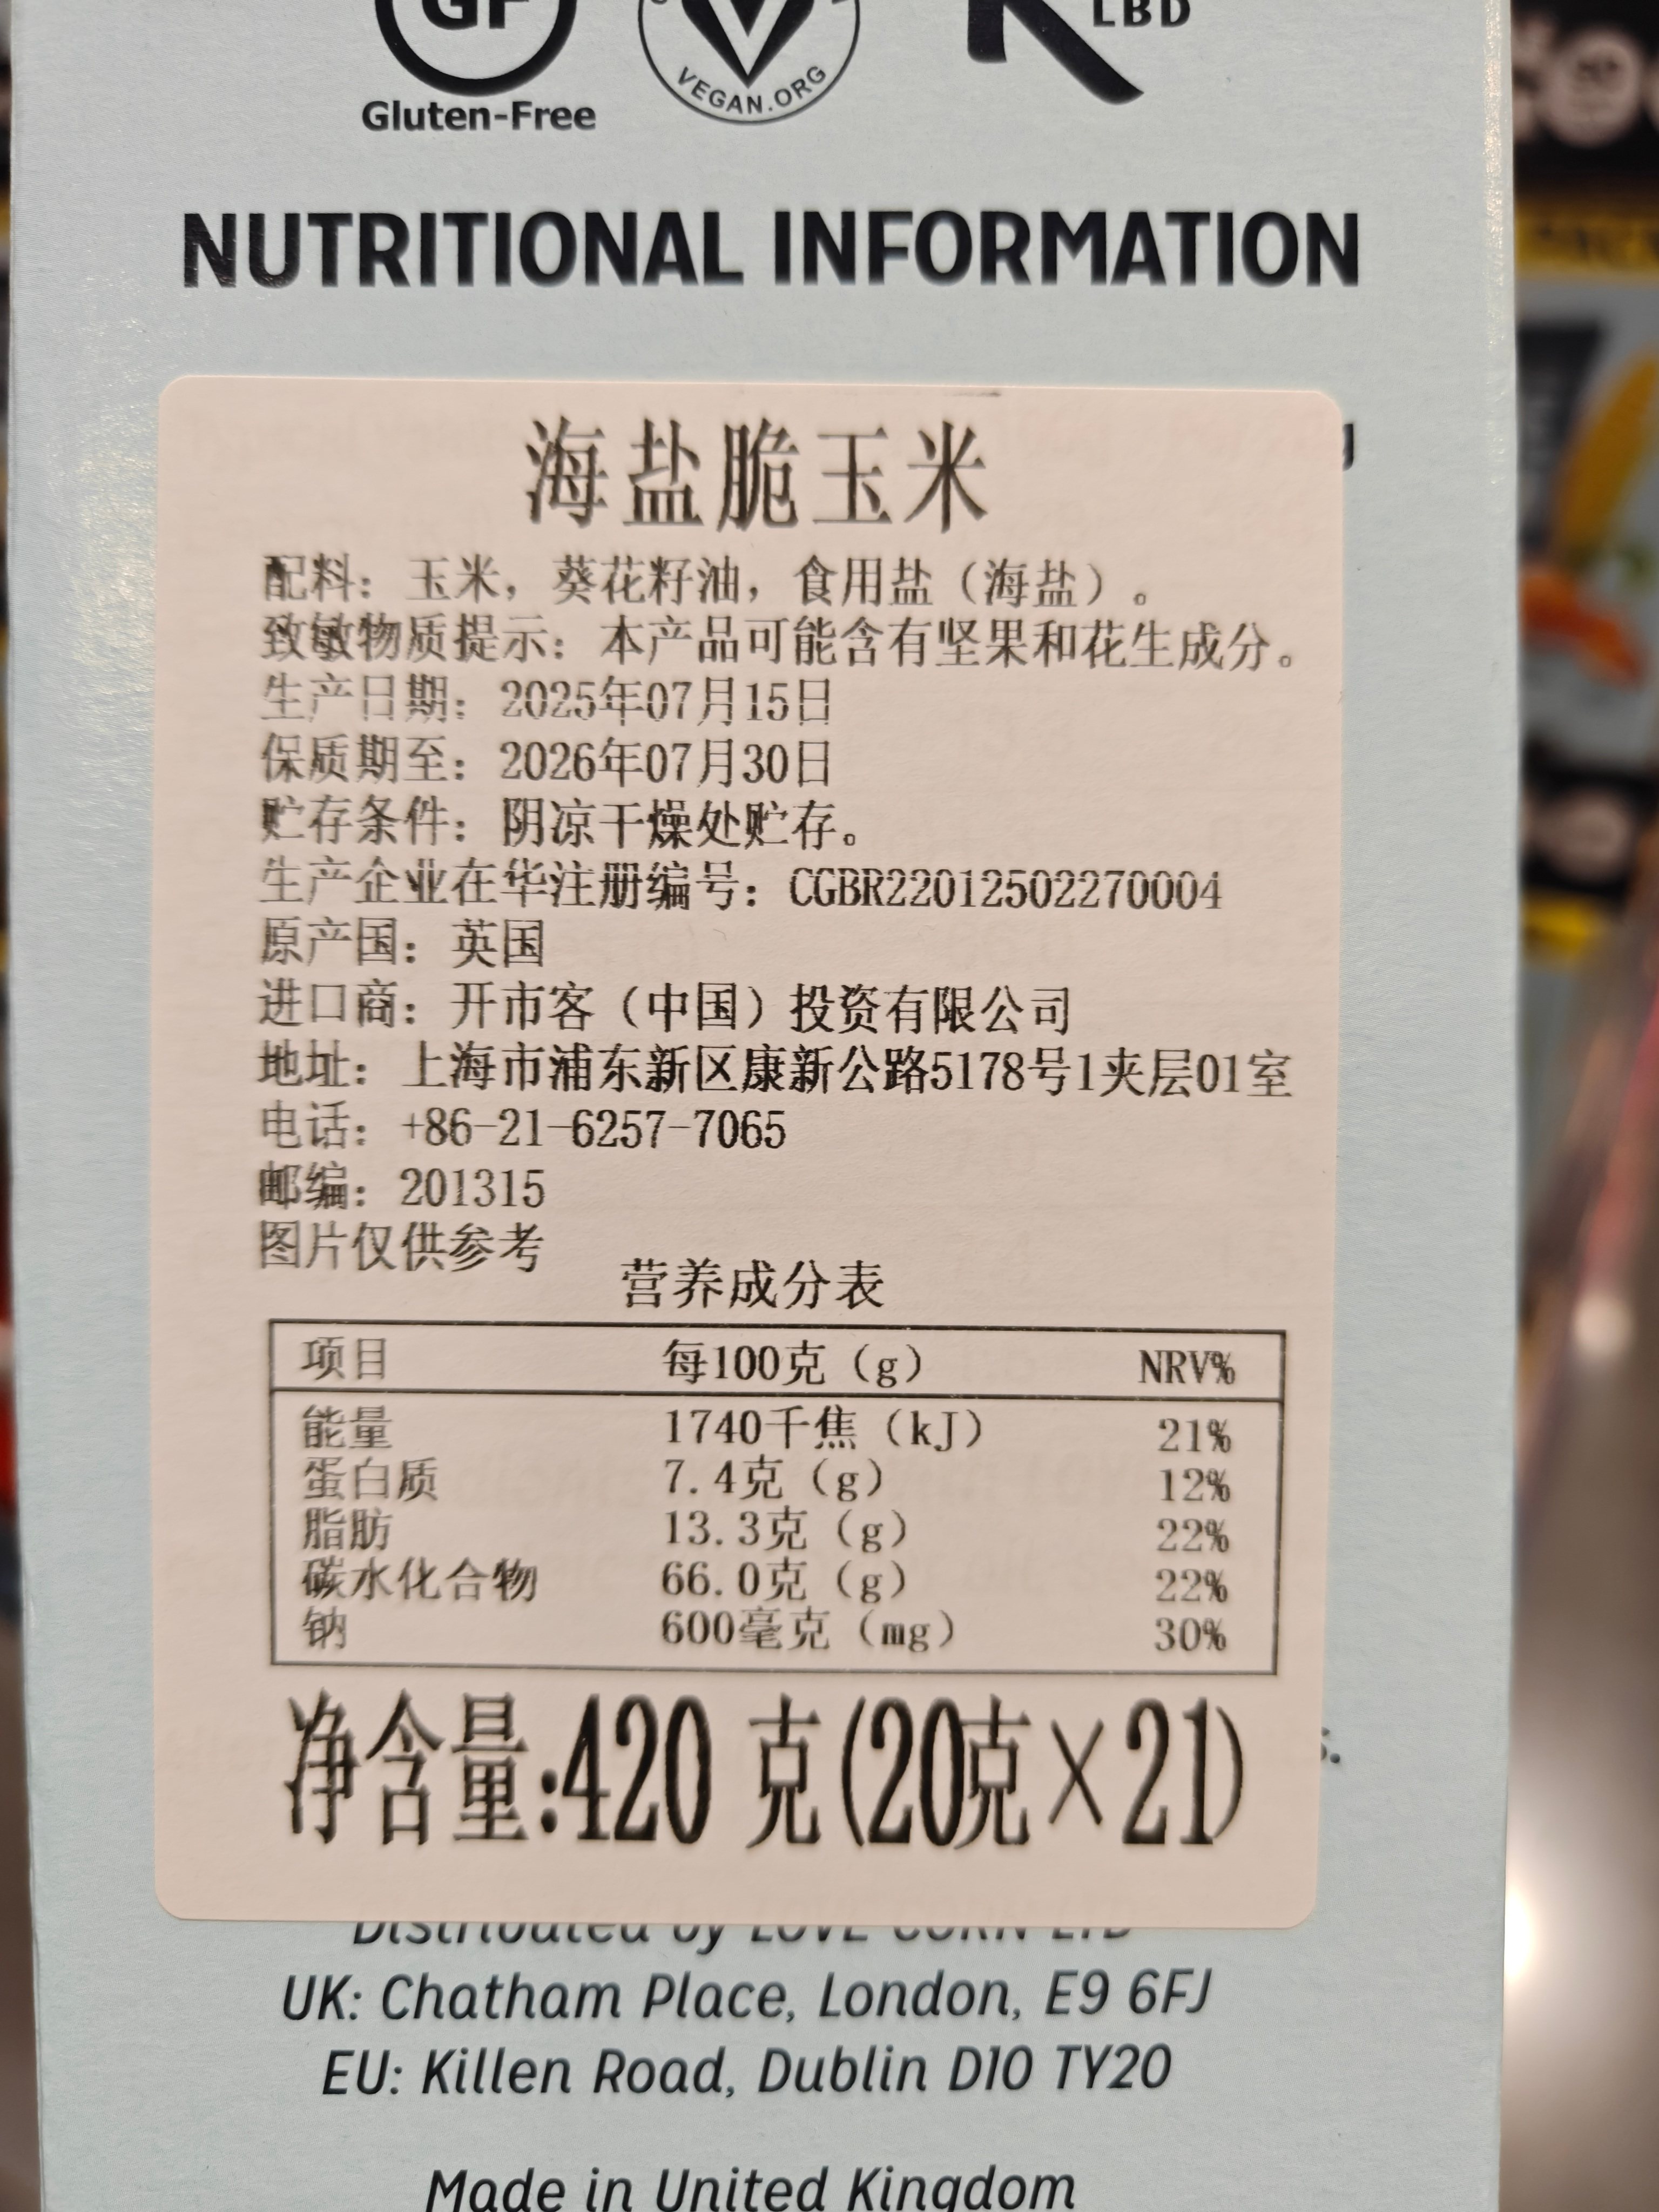 GF
LBD
VEGAN.ORG
Gluten-Free
NUTRITIONAL INFORMATION
海盐脆玉米
配料：玉米，葵花籽油，食用盐（海盐）。
致敏物质提示：本产品可能含有坚果和花生成分。
生产日期：2025年07月15日
保质期至：2026年07月30日
贮存条件：阴凉干燥处贮存。
生产企业在华注册编号：CGBR22012502270004
原产国：英国
进口商：开市客（中国）投资有限公司
地址：上海市浦东新区康新公路5178号1夹层01室
电话：+86-21-6257-7065
邮编：201315
图片仅供参考
营养成分表
项目 每100克（g） NRV%
能量 1740千焦（kJ） 21%
蛋白质 7.4克（g） 12%
脂肪 13.3克（g） 22%
碳水化合物 66.0克（g） 22%
钠 600毫克（mg） 30%
净含量:420 克(20克×21)
Distributed by LOVE CORN LTD
UK: Chatham Place, London, E9 6FJ
EU: Killen Road, Dublin D10 TY20
Made in United Kingdom